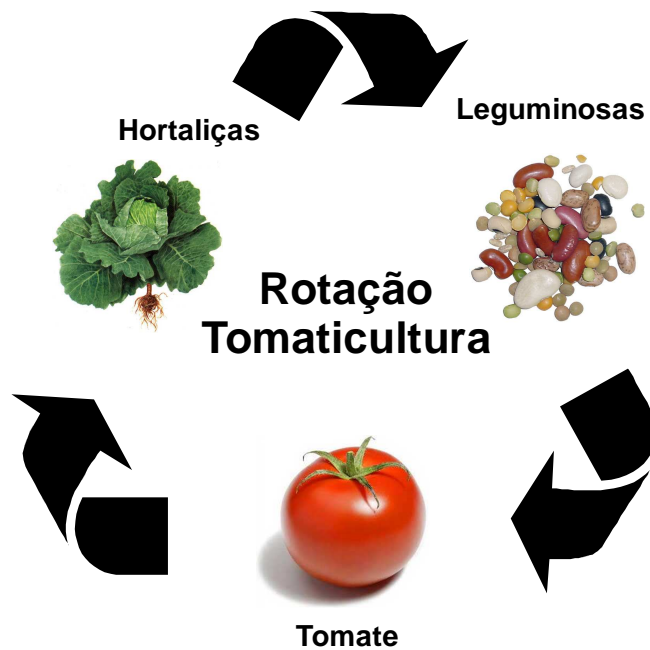 Hortaliças
Leguminosas
Rotação
Tomaticultura
Tomate